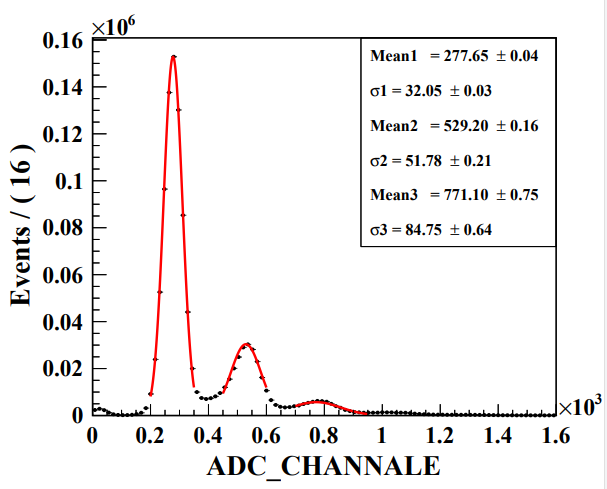 ×10⁶
0.16
0.14
0.12
0.1
0.08
0.06
0.04
0.02
0
Events / ( 16 )
Mean1 = 277.65 ± 0.04
σ1 = 32.05 ± 0.03
Mean2 = 529.20 ± 0.16
σ2 = 51.78 ± 0.21
Mean3 = 771.10 ± 0.75
σ3 = 84.75 ± 0.64
0 0.2 0.4 0.6 0.8 1 1.2 1.4 1.6
×10³
ADC_CHANNALE